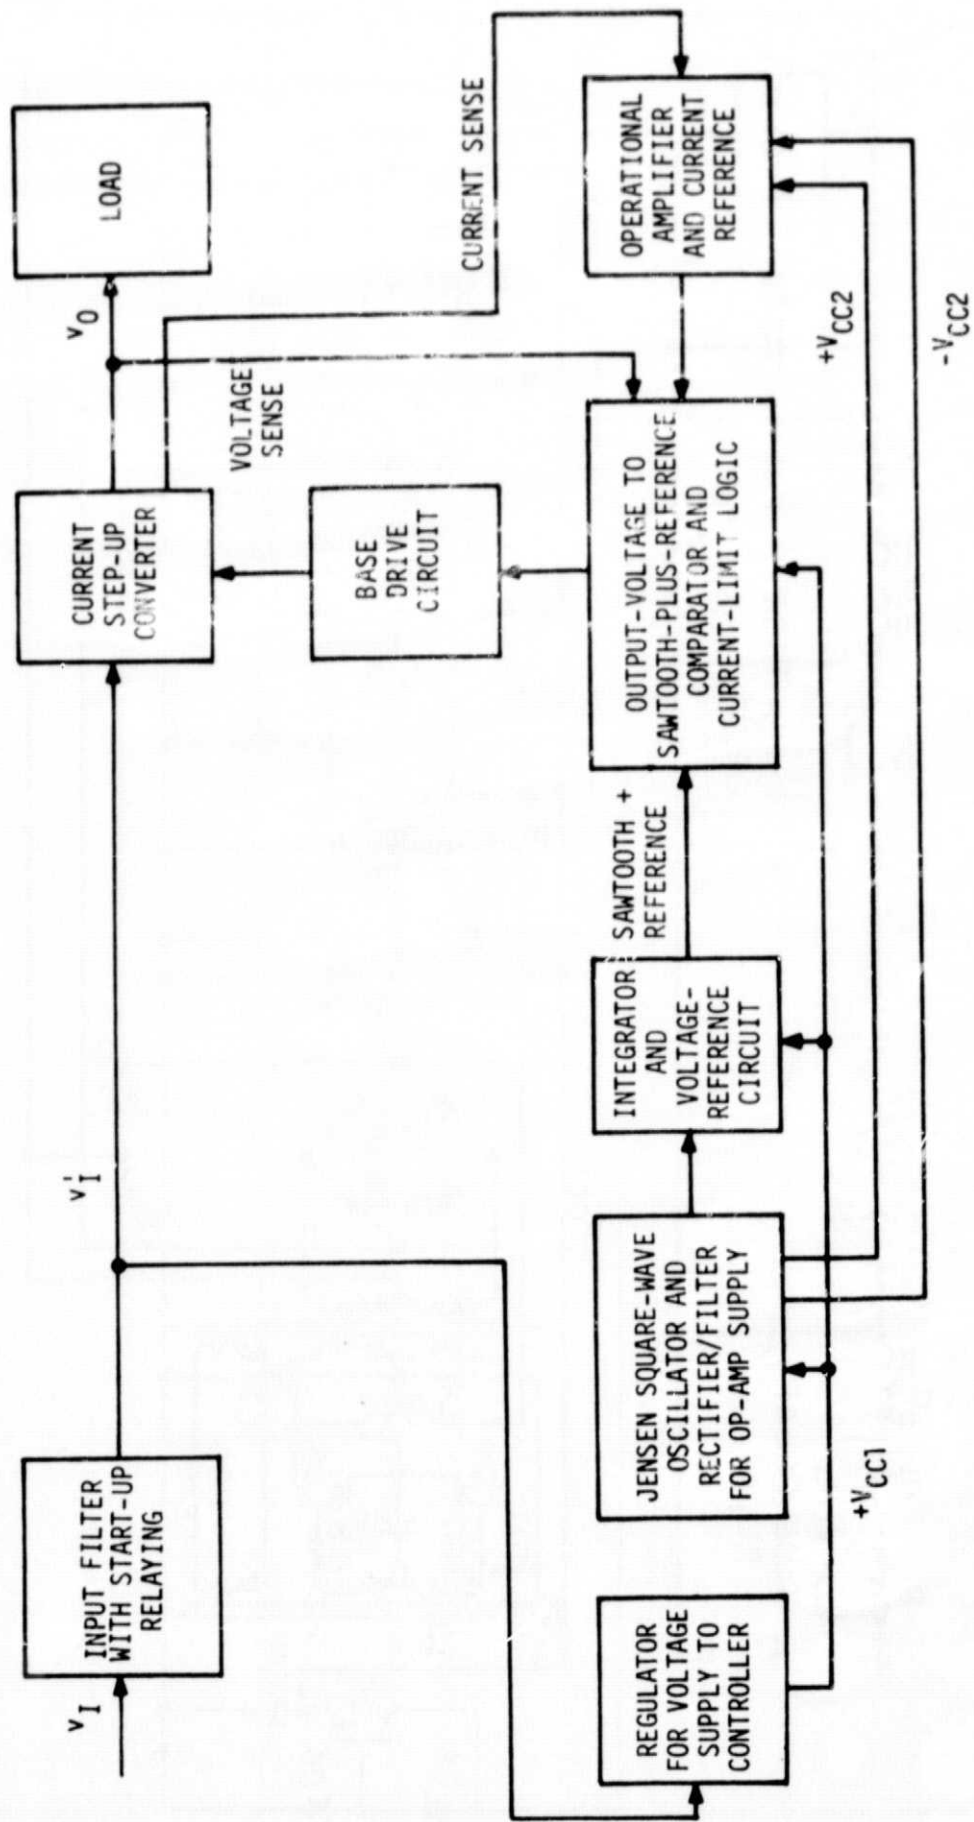 v_I
INPUT FILTER
WITH START-UP
RELAYING
v'_I
CURRENT
STEP-UP
CONVERTER
v_O
LOAD
VOLTAGE
SENSE
CURRENT SENSE
BASE
DRIVE
CIRCUIT
REGULATOR
FOR VOLTAGE
SUPPLY TO
CONTROLLER
JENSEN SQUARE-WAVE
OSCILLATOR AND
RECTIFIER/FILTER
FOR OP-AMP SUPPLY
INTEGRATOR
AND
VOLTAGE-
REFERENCE
CIRCUIT
SAWTOOTH +
REFERENCE
OUTPUT-VOLTAGE TO
SAWTOOTH-PLUS-REFERENCE
COMPARATOR AND
CURRENT-LIMIT LOGIC
OPERATIONAL
AMPLIFIER
AND CURRENT
REFERENCE
+V_CC1
+V_CC2
-V_CC2